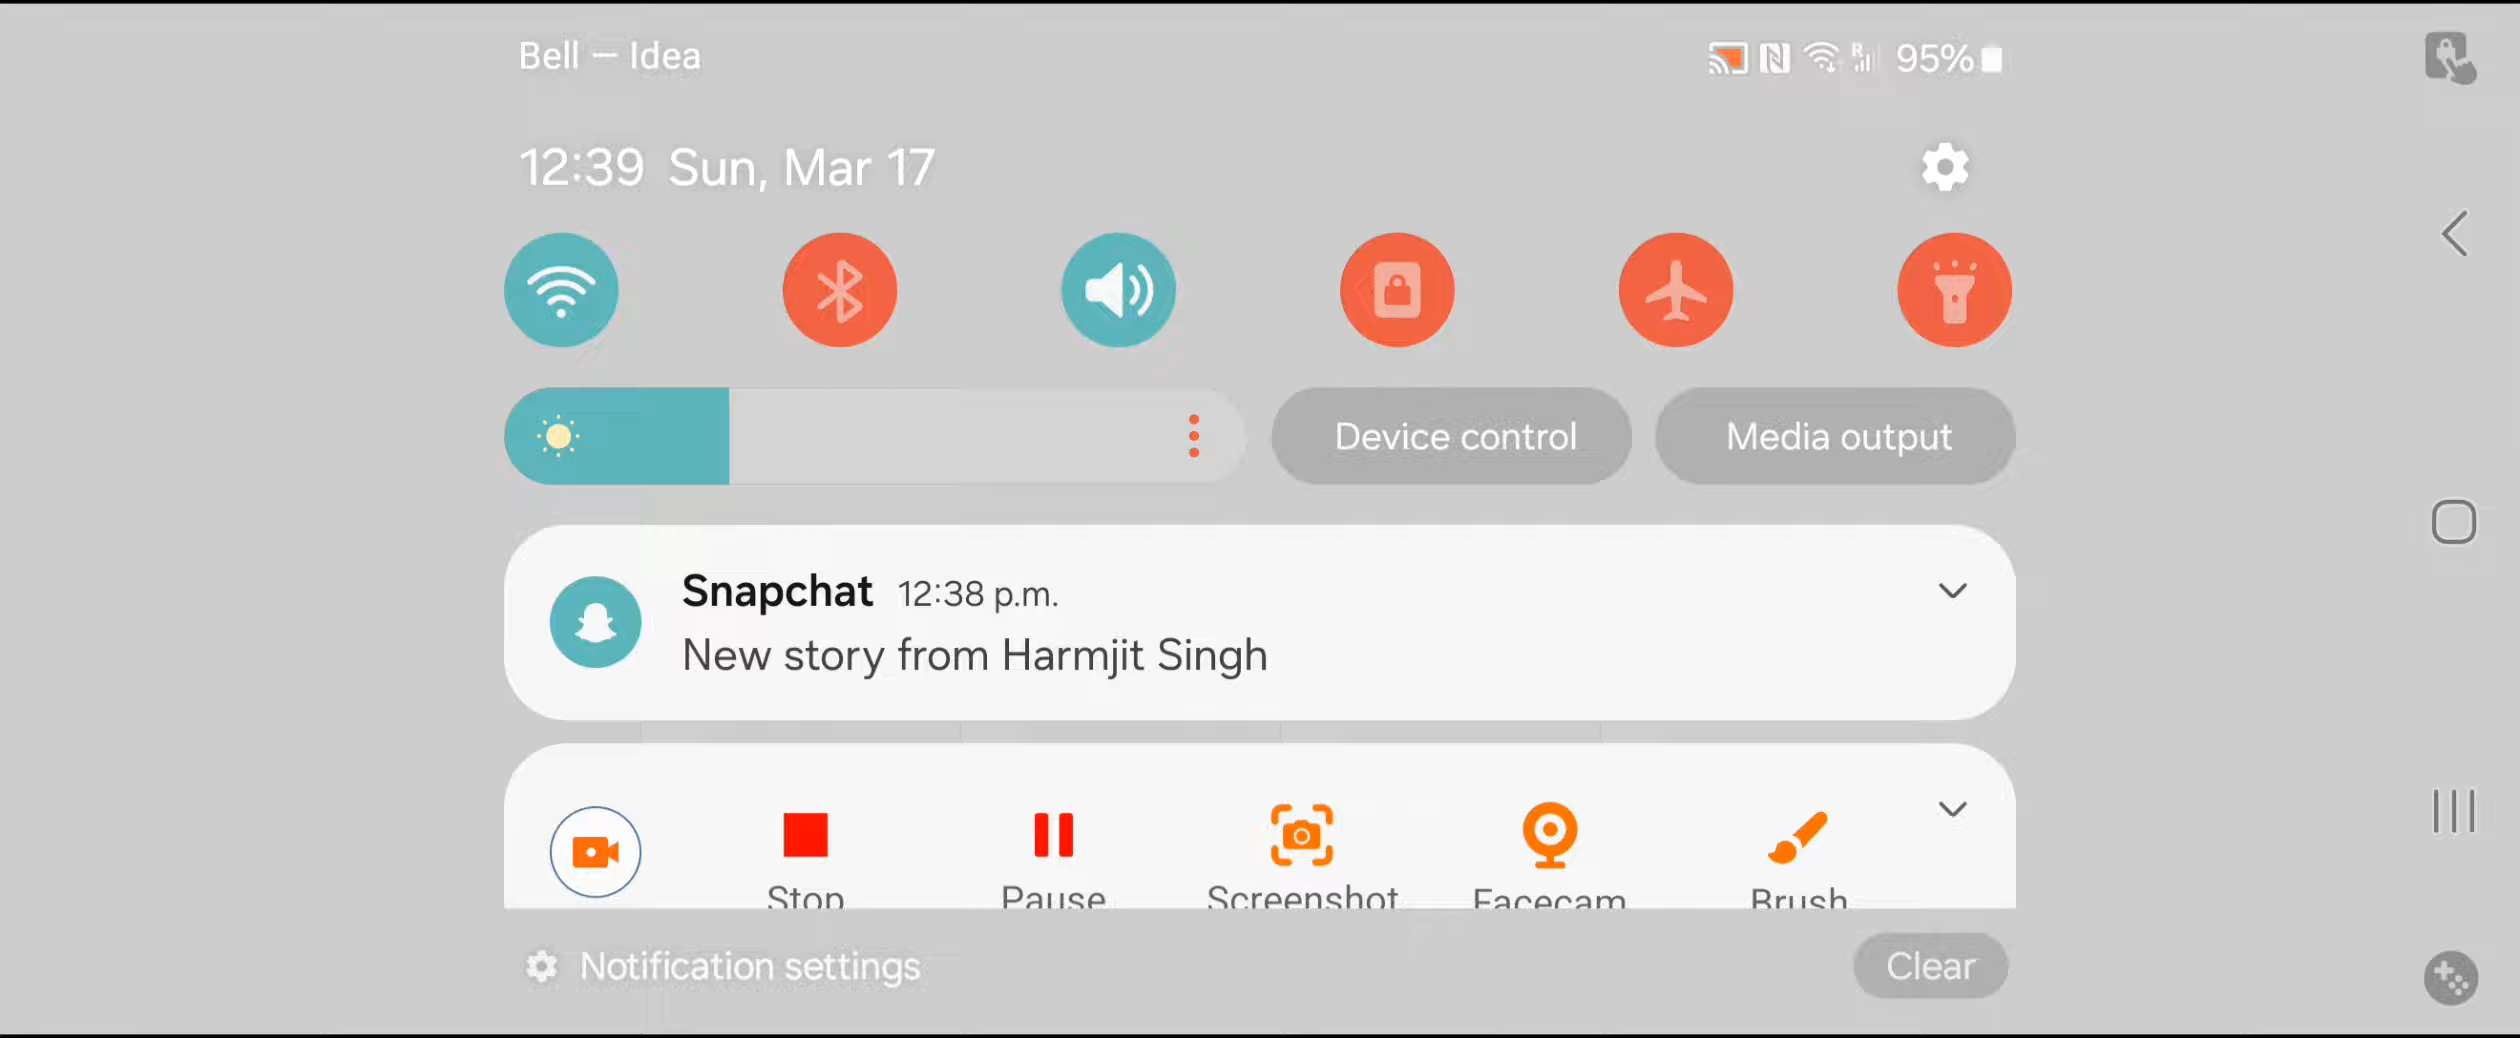 Bell — Idea
R 95%
12:39 Sun, Mar 17
Device control
Media output
Snapchat 12:38 p.m.
New story from Harmjit Singh
Stop
Pause
Screenshot
Facecam
Brush
Notification settings
Clear